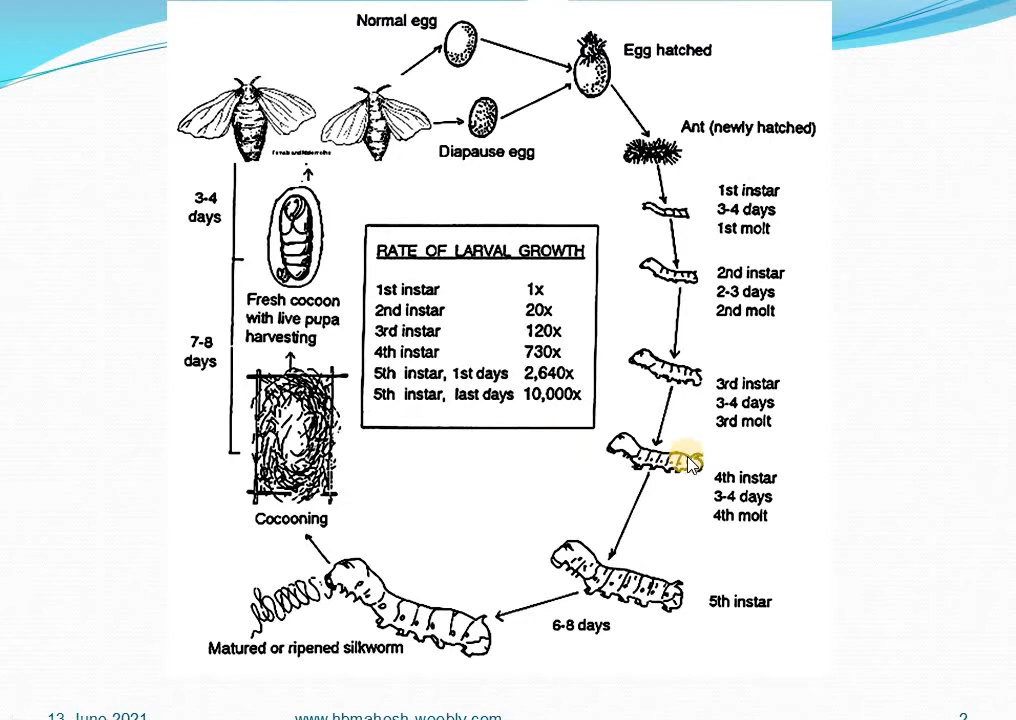 Normal egg
Egg hatched
Diapause egg
Ant (newly hatched)
3-4
days
1st instar
3-4 days
1st molt
RATE OF LARVAL GROWTH
1st instar 1x
2nd instar 20x
3rd instar 120x
4th instar 730x
5th instar, 1st days 2,640x
5th instar, last days 10,000x
2nd instar
2-3 days
2nd molt
Fresh cocoon
with live pupa
harvesting
7-8
days
3rd instar
3-4 days
3rd molt
4th instar
3-4 days
4th molt
Cocooning
5th instar
6-8 days
Matured or ripened silkworm
13 June 2021
www.hbmahesh.weebly.com
2